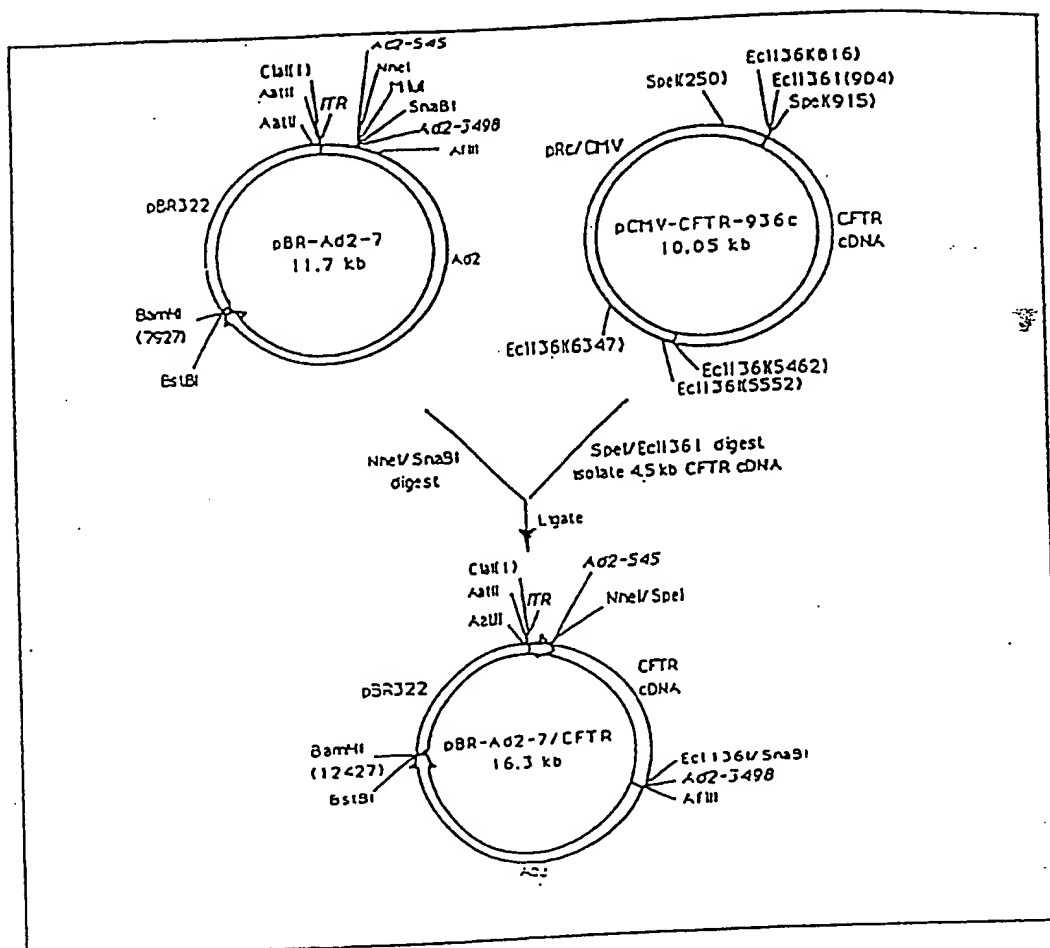 Ad2-545
NheI
MluI
SnaBI
Ad2-3498
AflII
ClaI(1)
ITR
AatII
pBR322
pBR-Ad2-7
11.7 kb
Ad2
BamHI
(7927)
BstBI
Ecl136I(616)
Ecl136I(904)
SpeI(915)
SpeI(250)
pRc/CMV
pCMV-CFTR-936c
10.05 kb
CFTR
cDNA
Ecl136I(6347)
Ecl136I(5462)
Ecl136I(5552)
NheI/SnaBI
digest
SpeI/Ecl136I digest
isolate 4.5 kb CFTR cDNA
Ligate
ClaI(1)
ITR
Ad2-545
NheI/SpeI
pBR322
CFTR
cDNA
pBR-Ad2-7/CFTR
16.3 kb
BamHI
(12427)
BstBI
Ecl136I/SnaBI
Ad2-3498
AflII